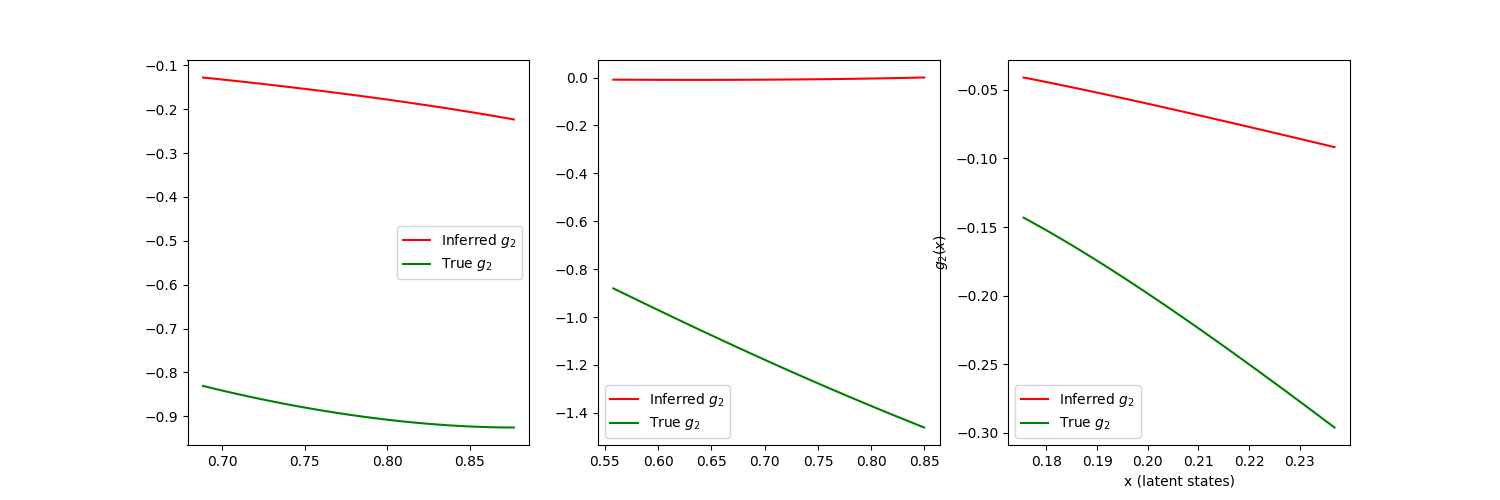 −0.1
−0.2
−0.3
−0.4
−0.5
−0.6
−0.7
−0.8
−0.9
0.70 0.75 0.80 0.85
Inferred g₂
True g₂
0.0
−0.2
−0.4
−0.6
−0.8
−1.0
−1.2
−1.4
0.55 0.60 0.65 0.70 0.75 0.80 0.85
Inferred g₂
True g₂
g₂(x)
−0.05
−0.10
−0.15
−0.20
−0.25
−0.30
0.18 0.19 0.20 0.21 0.22 0.23
x (latent states)
Inferred g₂
True g₂